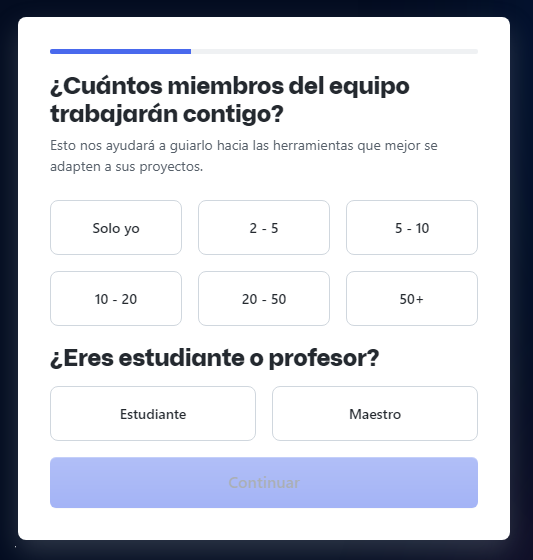 ¿Cuántos miembros del equipo
trabajarán contigo?
Esto nos ayudará a guiarlo hacia las herramientas que mejor se
adapten a sus proyectos.
Solo yo
2 - 5
5 - 10
10 - 20
20 - 50
50+
¿Eres estudiante o profesor?
Estudiante
Maestro
Continuar